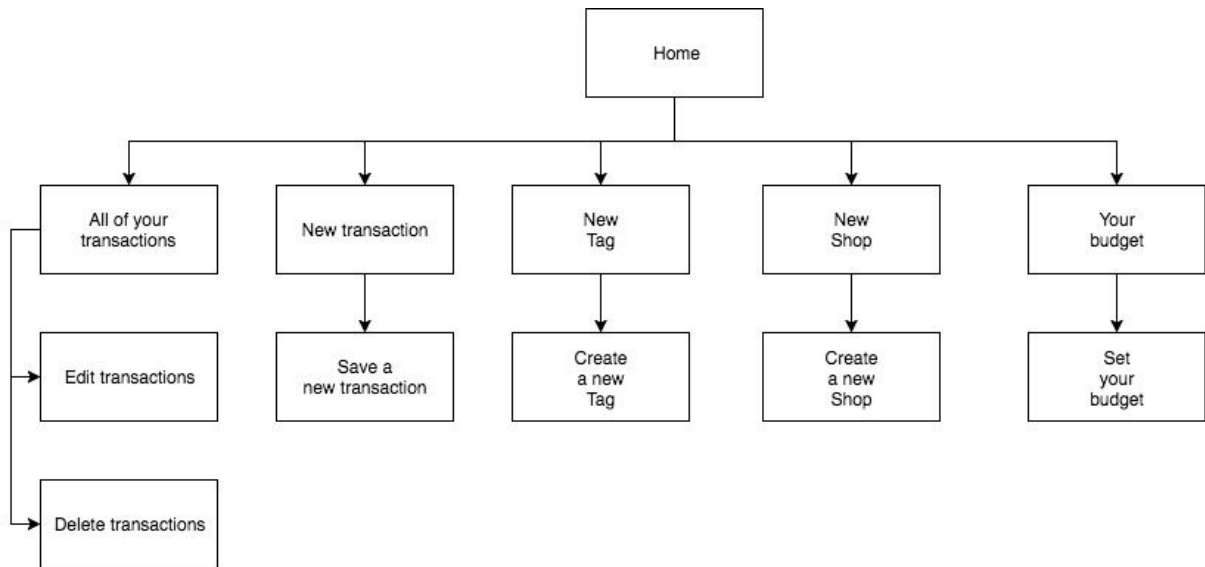 Home
All of your
transactions
New transaction
New
Tag
New
Shop
Your
budget
Edit transactions
Save a
new transaction
Create
a new
Tag
Create
a new
Shop
Set
your
budget
Delete transactions